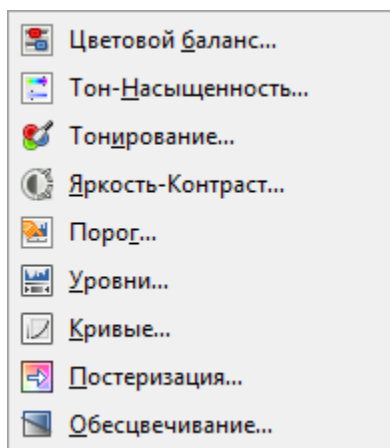 Цветовой баланс...
Тон-Насыщенность...
Тонирование...
Яркость-Контраст...
Порог...
Уровни...
Кривые...
Постеризация...
Обесцвечивание...